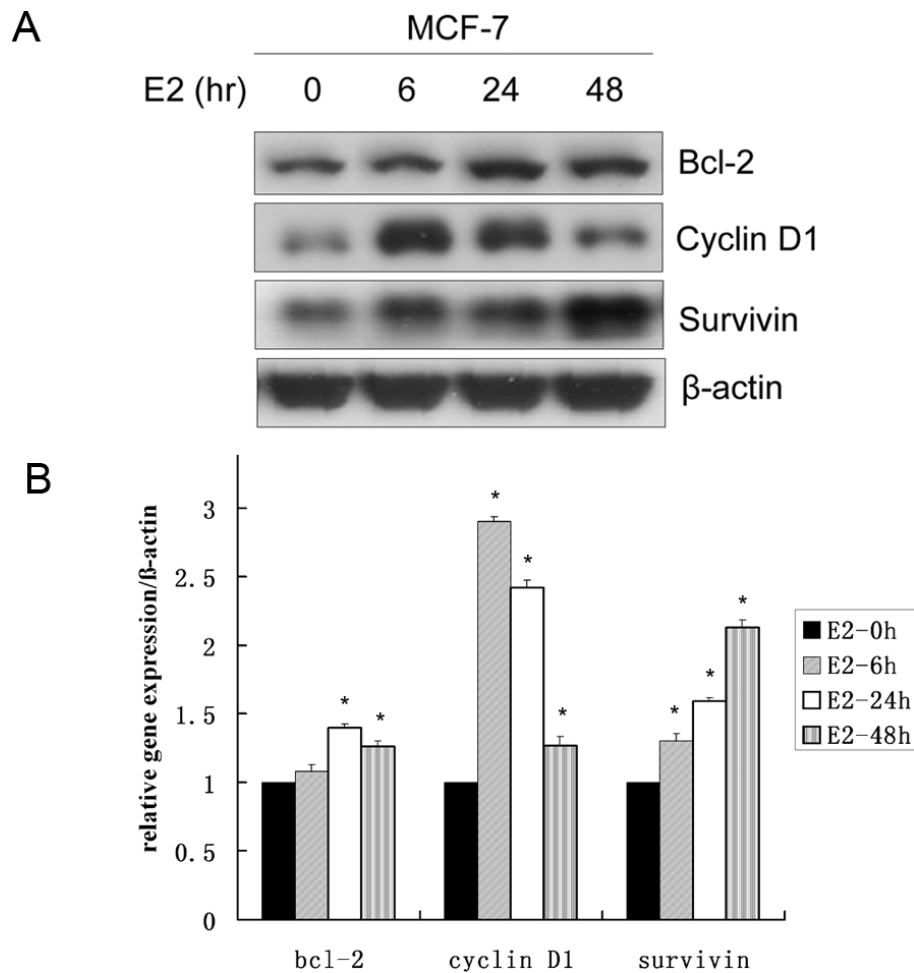 A
MCF-7
E2 (hr) 0 6 24 48
Bcl-2
Cyclin D1
Survivin
β-actin
B
relative gene expression/ß-actin
3
2.5
2
1.5
1
0.5
0
* * * * * * * *
bcl-2 cyclin D1 survivin
E2-0h
E2-6h
E2-24h
E2-48h